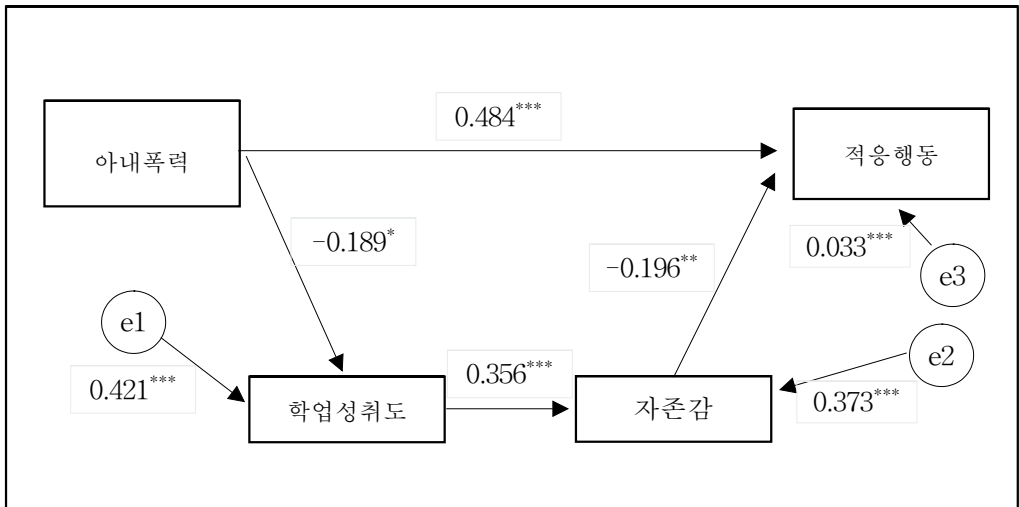 0.484***
아내폭력
적응행동
-0.189*
0.033***
-0.196**
e3
e1
e2
0.356***
0.421***
0.373***
학업성취도
자존감